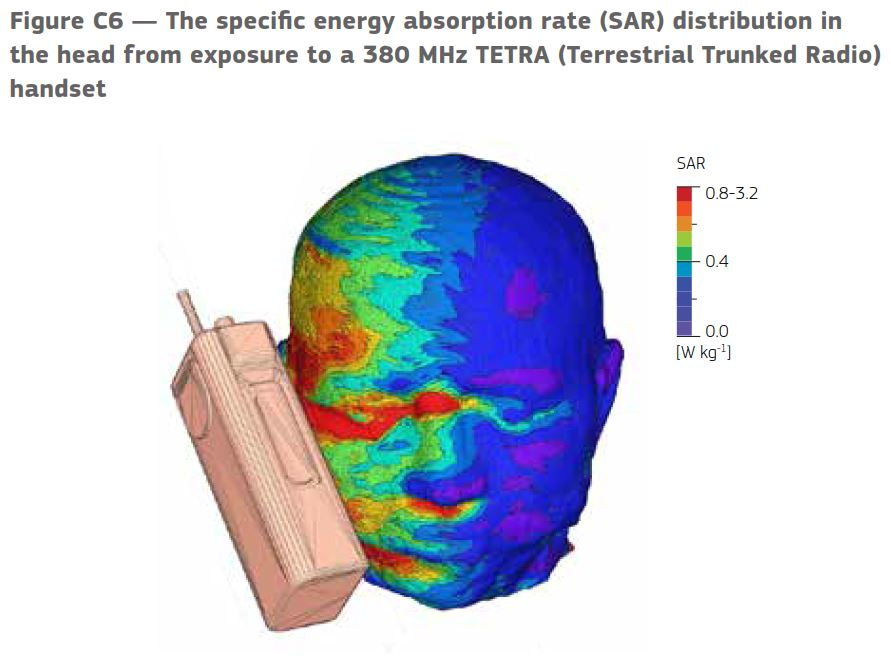 Figure C6 — The specific energy absorption rate (SAR) distribution in
the head from exposure to a 380 MHz TETRA (Terrestrial Trunked Radio)
handset
SAR
0.8-3.2
0.4
0.0
[W kg-1]